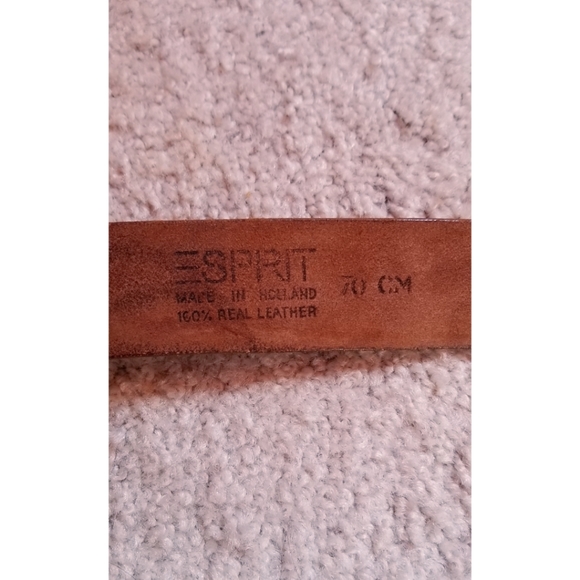 ESPRIT
MADE IN HOLLAND 70 CM
100% REAL LEATHER